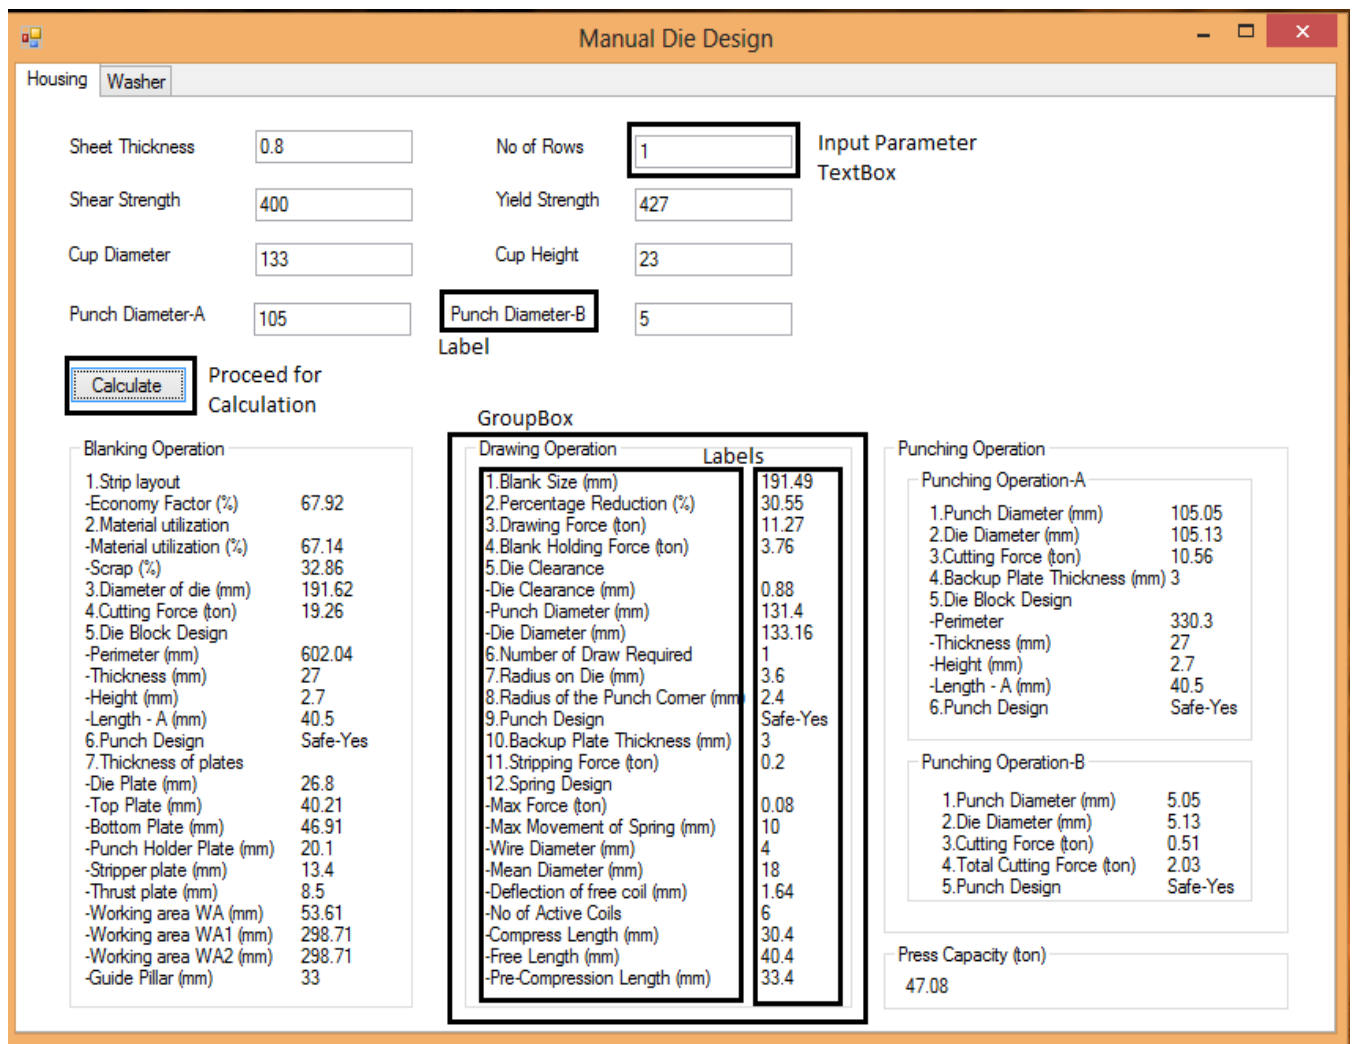 Manual Die Design
Housing Washer
Sheet Thickness 0.8 No of Rows 1 Input Parameter
TextBox
Shear Strength 400 Yield Strength 427
Cup Diameter 133 Cup Height 23
Punch Diameter-A 105 Punch Diameter-B 5
Label
Calculate Proceed for
Calculation
GroupBox
Blanking Operation
1.Strip layout
-Economy Factor (%) 67.92
2.Material utilization
-Material utilization (%) 67.14
-Scrap (%) 32.86
3.Diameter of die (mm) 191.62
4.Cutting Force (ton) 19.26
5.Die Block Design
-Perimeter (mm) 602.04
-Thickness (mm) 27
-Height (mm) 2.7
-Length - A (mm) 40.5
6.Punch Design Safe-Yes
7.Thickness of plates
-Die Plate (mm) 26.8
-Top Plate (mm) 40.21
-Bottom Plate (mm) 46.91
-Punch Holder Plate (mm) 20.1
-Stripper plate (mm) 13.4
-Thrust plate (mm) 8.5
-Working area WA (mm) 53.61
-Working area WA1 (mm) 298.71
-Working area WA2 (mm) 298.71
-Guide Pillar (mm) 33
Drawing Operation Labels
1.Blank Size (mm) 191.49
2.Percentage Reduction (%) 30.55
3.Drawing Force (ton) 11.27
4.Blank Holding Force (ton) 3.76
5.Die Clearance
-Die Clearance (mm) 0.88
-Punch Diameter (mm) 131.4
-Die Diameter (mm) 133.16
6.Number of Draw Required 1
7.Radius on Die (mm) 3.6
8.Radius of the Punch Corner (mm) 2.4
9.Punch Design Safe-Yes
10.Backup Plate Thickness (mm) 3
11.Stripping Force (ton) 0.2
12.Spring Design
-Max Force (ton) 0.08
-Max Movement of Spring (mm) 10
-Wire Diameter (mm) 4
-Mean Diameter (mm) 18
-Deflection of free coil (mm) 1.64
-No of Active Coils 6
-Compress Length (mm) 30.4
-Free Length (mm) 40.4
-Pre-Compression Length (mm) 33.4
Punching Operation
Punching Operation-A
1.Punch Diameter (mm) 105.05
2.Die Diameter (mm) 105.13
3.Cutting Force (ton) 10.56
4.Backup Plate Thickness (mm) 3
5.Die Block Design
-Perimeter 330.3
-Thickness (mm) 27
-Height (mm) 2.7
-Length - A (mm) 40.5
6.Punch Design Safe-Yes
Punching Operation-B
1.Punch Diameter (mm) 5.05
2.Die Diameter (mm) 5.13
3.Cutting Force (ton) 0.51
4.Total Cutting Force (ton) 2.03
5.Punch Design Safe-Yes
Press Capacity (ton)
47.08